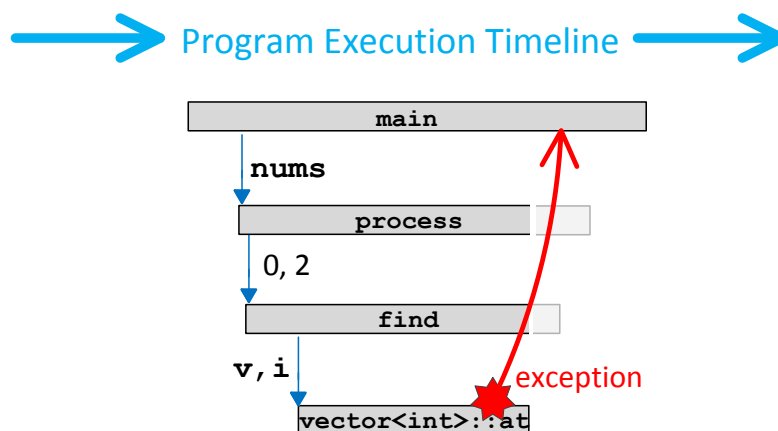 Program Execution Timeline
main
nums
process
0, 2
find
v, i
exception
vector<int>::at